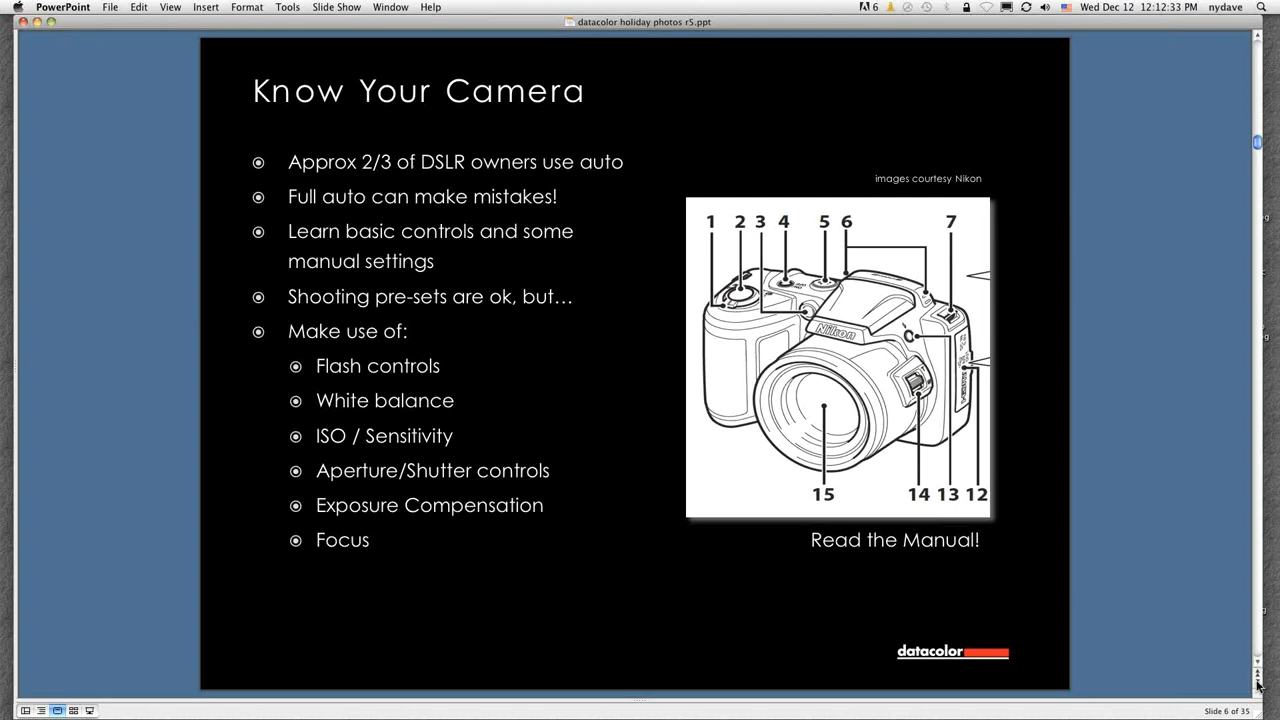 PowerPoint File Edit View Insert Format Tools Slide Show Window Help 6 Wed Dec 12 12:12:33 PM nydave
datacolor holiday photos r5.ppt
Know Your Camera
Approx 2/3 of DSLR owners use auto
Full auto can make mistakes!
Learn basic controls and some
manual settings
Shooting pre-sets are ok, but...
Make use of:
Flash controls
White balance
ISO / Sensitivity
Aperture/Shutter controls
Exposure Compensation
Focus
images courtesy Nikon
1 2 3 4 5 6 7
Nikon
15 14 13 12
Read the Manual!
datacolor
Slide 6 of 35